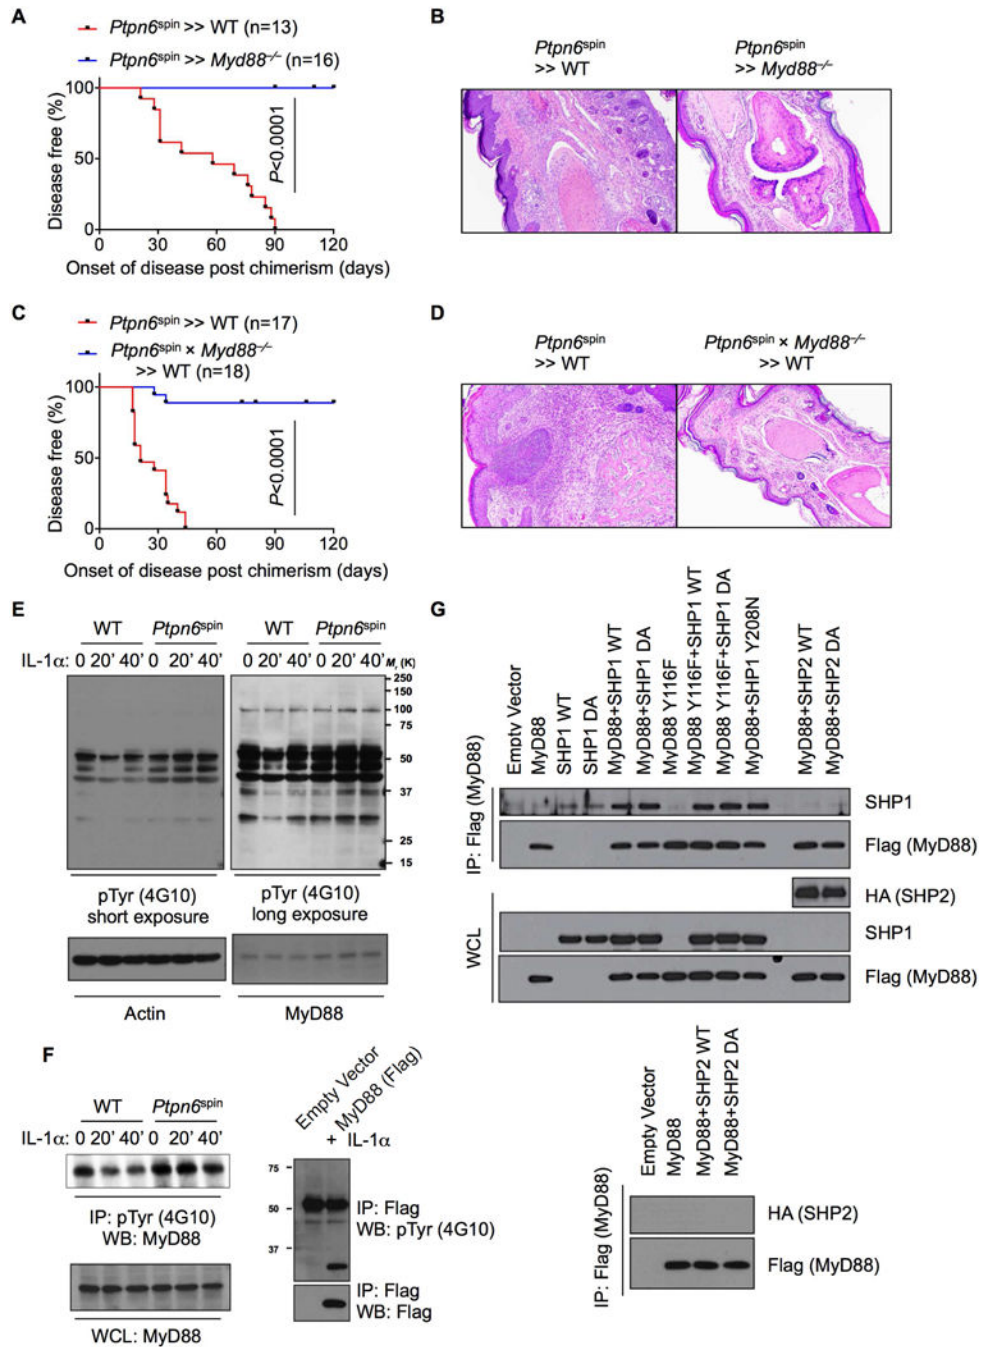 A
Ptpn6spin >> WT (n=13)
Ptpn6spin >> Myd88–/– (n=16)
100
50
0
Disease free (%)
P<0.0001
0 30 60 90 120
Onset of disease post chimerism (days)
B
Ptpn6spin
>> WT
Ptpn6spin
>> Myd88–/–
C
Ptpn6spin >> WT (n=17)
Ptpn6spin × Myd88–/–
>> WT (n=18)
100
50
0
Disease free (%)
P<0.0001
0 30 60 90 120
Onset of disease post chimerism (days)
D
Ptpn6spin
>> WT
Ptpn6spin × Myd88–/–
>> WT
E
WT Ptpn6spin WT Ptpn6spin
IL-1α: 0 20' 40' 0 20' 40' 0 20' 40' 0 20' 40' Mr (K)
250
150
100
75
50
37
25
15
pTyr (4G10)
short exposure
pTyr (4G10)
long exposure
Actin
MyD88
F
WT Ptpn6spin
IL-1α: 0 20' 40' 0 20' 40'
IP: pTyr (4G10)
WB: MyD88
WCL: MyD88
Empty Vector
MyD88 (Flag)
+ IL-1α
75
50
37
IP: Flag
WB: pTyr (4G10)
IP: Flag
WB: Flag
G
Empty Vector
MyD88
SHP1 WT
SHP1 DA
MyD88+SHP1 WT
MyD88+SHP1 DA
MyD88 Y116F
MyD88 Y116F+SHP1 WT
MyD88 Y116F+SHP1 DA
MyD88+SHP1 Y208N
MyD88+SHP2 WT
MyD88+SHP2 DA
IP: Flag (MyD88)
SHP1
Flag (MyD88)
HA (SHP2)
WCL
SHP1
Flag (MyD88)
Empty Vector
MyD88
MyD88+SHP2 WT
MyD88+SHP2 DA
IP: Flag (MyD88)
HA (SHP2)
Flag (MyD88)